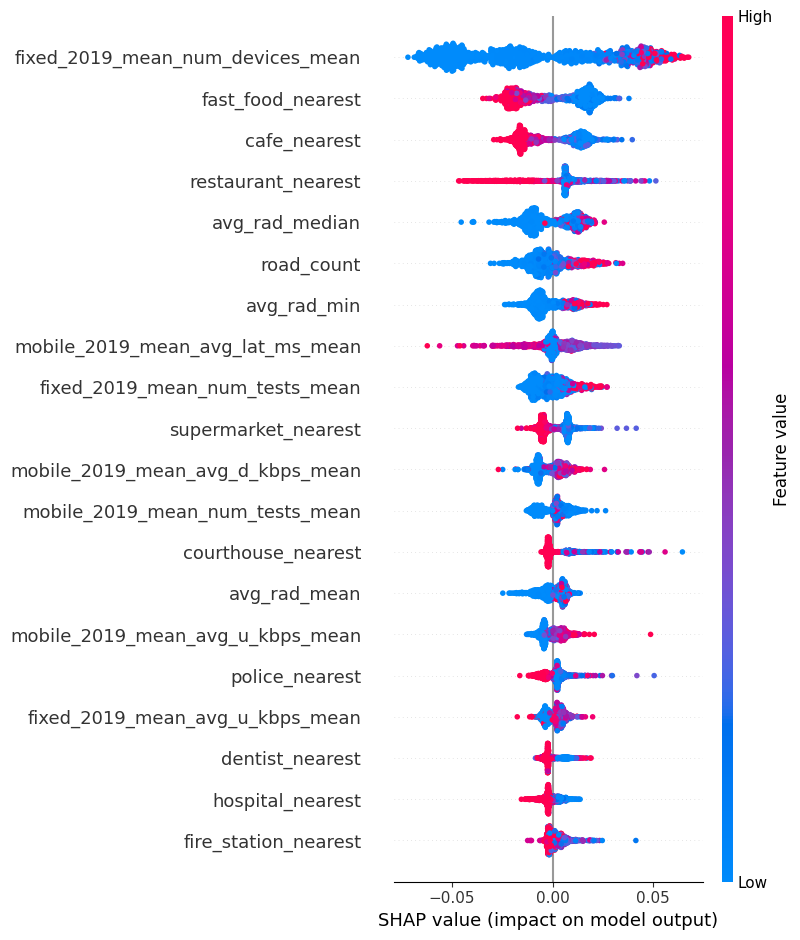 High
fixed_2019_mean_num_devices_mean
fast_food_nearest
cafe_nearest
restaurant_nearest
avg_rad_median
road_count
avg_rad_min
mobile_2019_mean_avg_lat_ms_mean
fixed_2019_mean_num_tests_mean
supermarket_nearest
mobile_2019_mean_avg_d_kbps_mean
mobile_2019_mean_num_tests_mean
courthouse_nearest
avg_rad_mean
mobile_2019_mean_avg_u_kbps_mean
police_nearest
fixed_2019_mean_avg_u_kbps_mean
dentist_nearest
hospital_nearest
fire_station_nearest
Feature value
Low
−0.05 0.00 0.05
SHAP value (impact on model output)